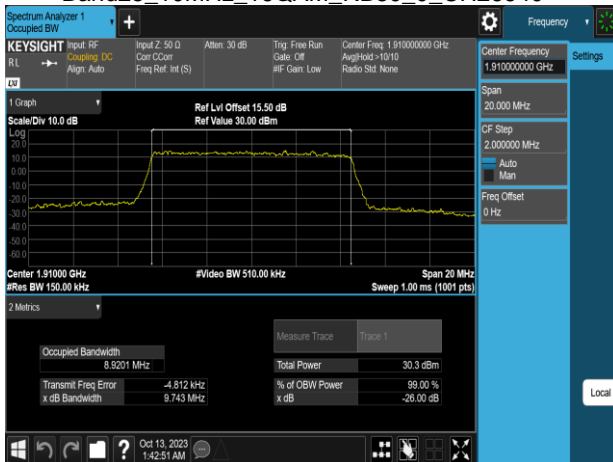 Spectrum Analyzer 1
Occupied BW
+
Frequency
KEYSIGHT
RL
LXI
Input: RF
Coupling: DC
Align: Auto
Input Z: 50 Ω
Corr CCorr
Freq Ref: Int (S)
Atten: 30 dB
Trig: Free Run
Gate: Off
#IF Gain: Low
Center Freq: 1.910000000 GHz
Avg|Hold:>10/10
Radio Std: None
Center Frequency
1.910000000 GHz
Settings
Span
20.000 MHz
CF Step
2.000000 MHz
Auto
Man
Freq Offset
0 Hz
Local
1 Graph
Scale/Div 10.0 dB
Ref Lvl Offset 15.50 dB
Ref Value 30.00 dBm
Log
20.0
10.0
0.00
-10.0
-20.0
-30.0
-40.0
-50.0
-60.0
Center 1.91000 GHz
#Res BW 150.00 kHz
#Video BW 510.00 kHz
Span 20 MHz
Sweep 1.00 ms (1001 pts)
2 Metrics
Measure Trace
Trace 1
Occupied Bandwidth
8.9201 MHz
Total Power
30.3 dBm
Transmit Freq Error
-4.812 kHz
% of OBW Power
99.00 %
x dB Bandwidth
9.743 MHz
x dB
-26.00 dB
?
Oct 13, 2023
1:42:51 AM